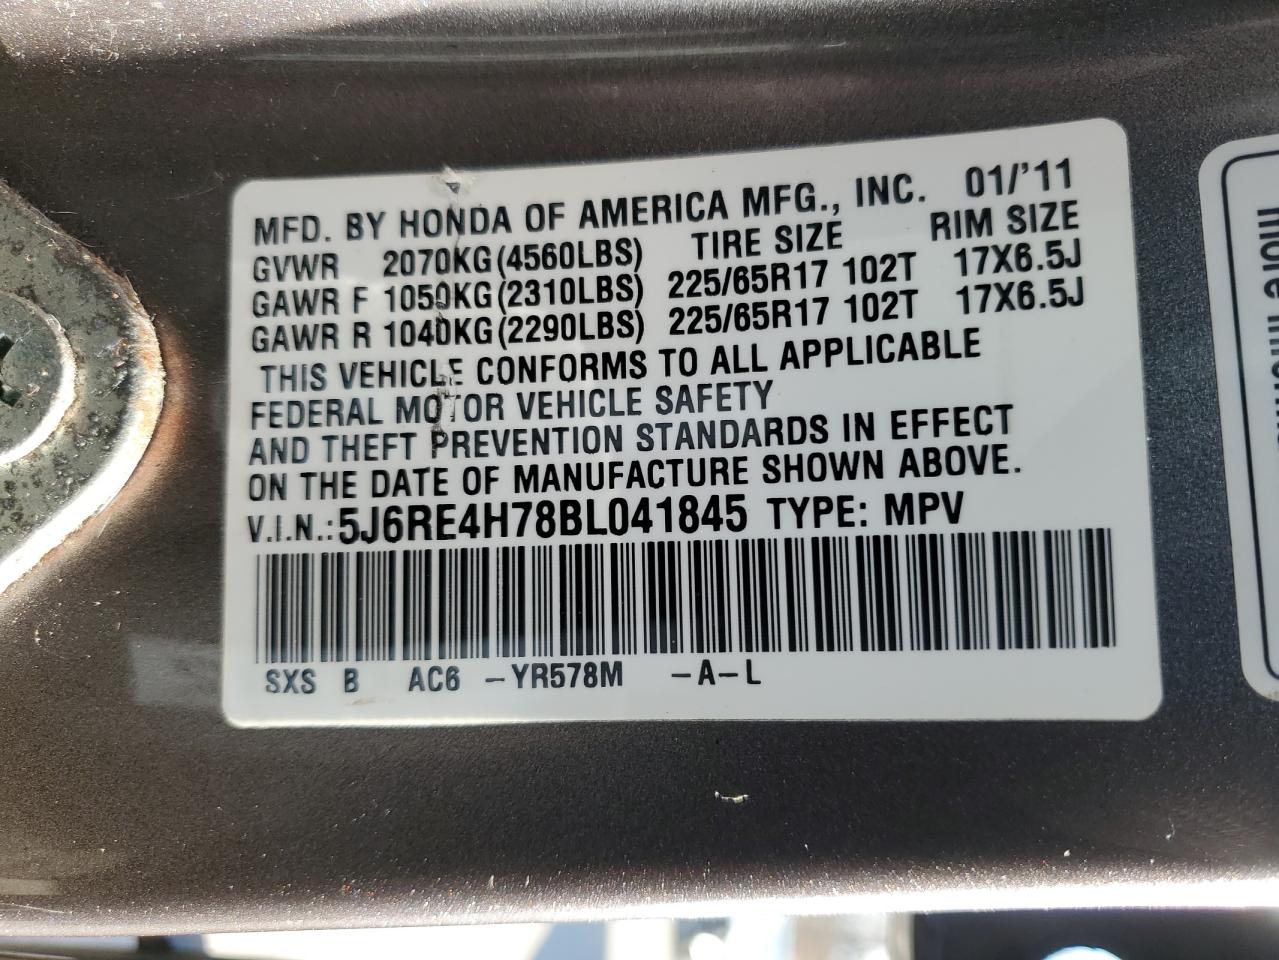 MFD. BY HONDA OF AMERICA MFG., INC. 01/'11
GVWR 2070KG(4560LBS) TIRE SIZE RIM SIZE
GAWR F 1050KG(2310LBS) 225/65R17 102T 17X6.5J
GAWR R 1040KG(2290LBS) 225/65R17 102T 17X6.5J
THIS VEHICLE CONFORMS TO ALL APPLICABLE
FEDERAL MOTOR VEHICLE SAFETY
AND THEFT PREVENTION STANDARDS IN EFFECT
ON THE DATE OF MANUFACTURE SHOWN ABOVE.
V.I.N.: 5J6RE4H78BL041845 TYPE: MPV
SXS B AC6 -YR578M -A-L
more